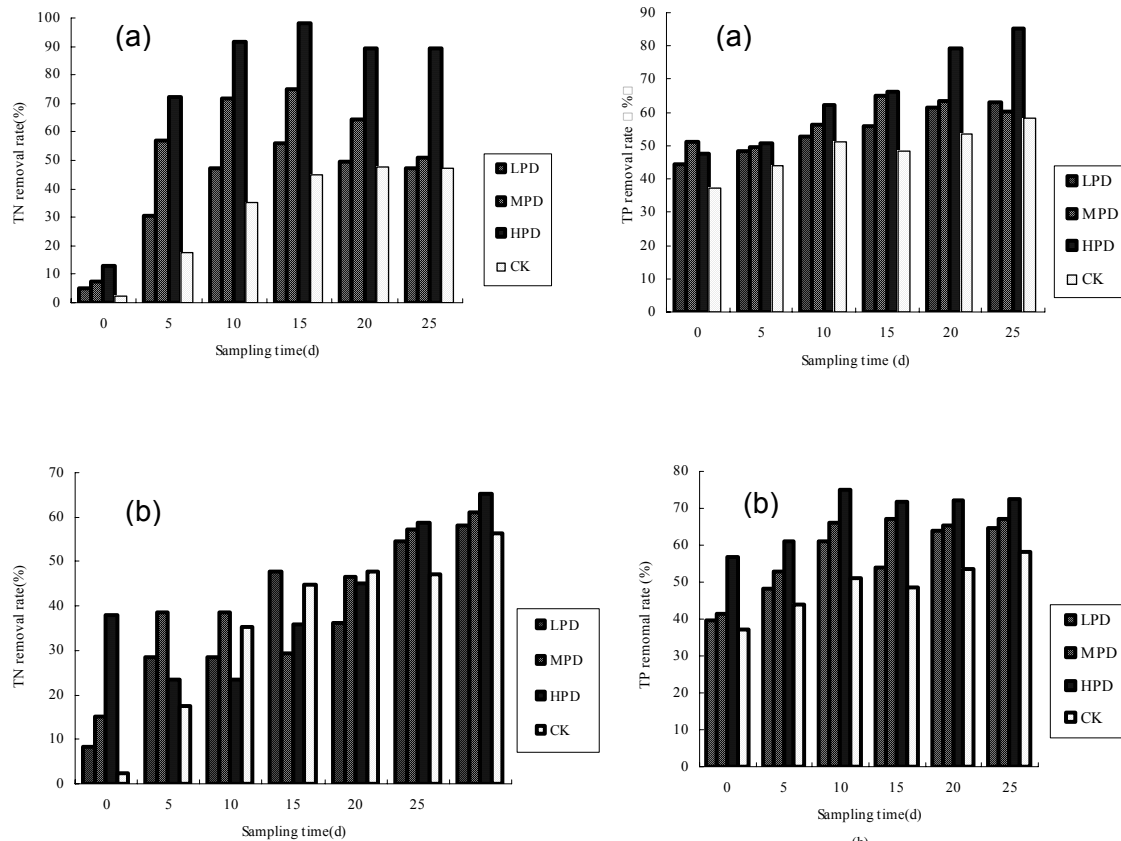 (a)
100
90
80
70
60
50
40
30
20
10
0
TN removal rate(%)
0 5 10 15 20 25
Sampling time(d)
LPD
MPD
HPD
CK
(a)
90
80
70
60
50
40
30
20
10
0
TP removal rate □ %□
0 5 10 15 20 25
Sampling time (d)
LPD
MPD
HPD
CK
(b)
70
60
50
40
30
20
10
0
TN removal rate(%)
0 5 10 15 20 25
Sampling time(d)
LPD
MPD
HPD
CK
(b)
80
70
60
50
40
30
20
10
0
TP remomal rate (%)
0 5 10 15 20 25
Sampling time(d)
LPD
MPD
HPD
CK